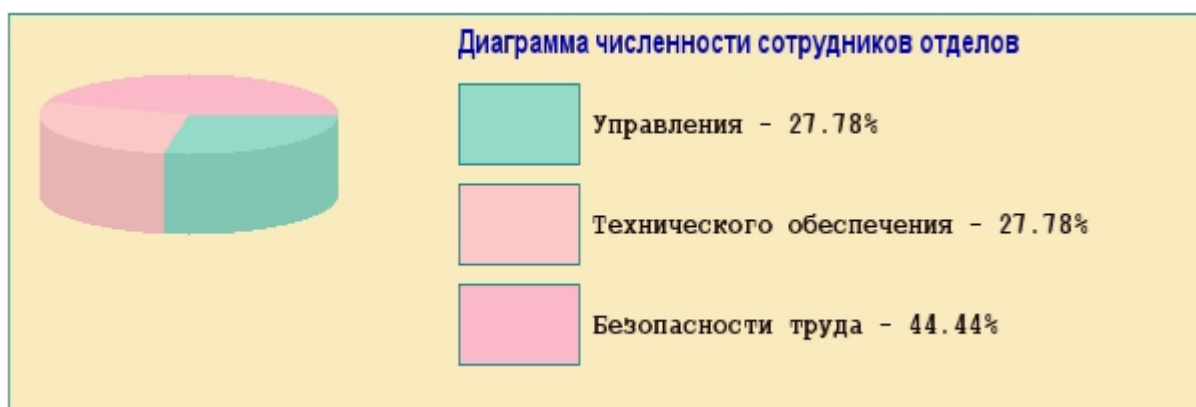 Диаграмма численности сотрудников отделов
Управления - 27.78%
Технического обеспечения - 27.78%
Безопасности труда - 44.44%